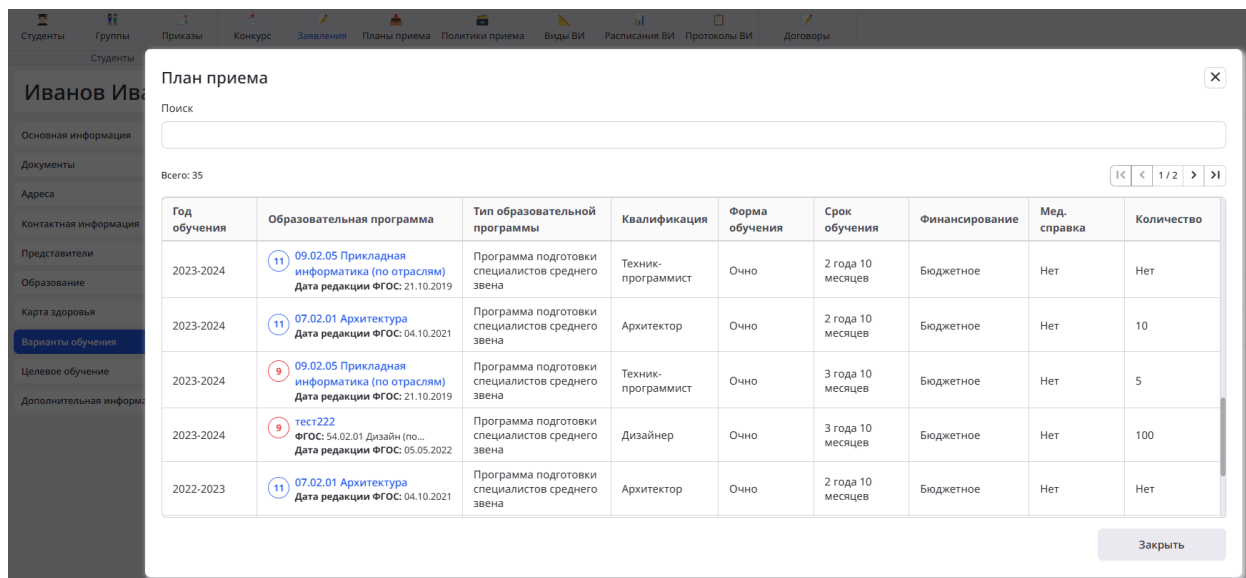 Студенты Группы Приказы Конкурс Заявления Планы приема Политики приема Виды ВИ Расписания ВИ Протоколы ВИ Договоры
Студенты
Иванов Ива
Основная информация
Документы
Адреса
Контактная информация
Представители
Образование
Карта здоровья
Варианты обучения
Целевое обучение
Дополнительная информа
План приема
Поиск
Всего: 35
1 / 2
Год обучения Образовательная программа Тип образовательной программы Квалификация Форма обучения Срок обучения Финансирование Мед. справка Количество
2023-2024 11 09.02.05 Прикладная информатика (по отраслям) Дата редакции ФГОС: 21.10.2019 Программа подготовки специалистов среднего звена Техник-программист Очно 2 года 10 месяцев Бюджетное Нет Нет
2023-2024 11 07.02.01 Архитектура Дата редакции ФГОС: 04.10.2021 Программа подготовки специалистов среднего звена Архитектор Очно 2 года 10 месяцев Бюджетное Нет 10
2023-2024 9 09.02.05 Прикладная информатика (по отраслям) Дата редакции ФГОС: 21.10.2019 Программа подготовки специалистов среднего звена Техник-программист Очно 3 года 10 месяцев Бюджетное Нет 5
2023-2024 9 тест222 ФГОС: 54.02.01 Дизайн (по... Дата редакции ФГОС: 05.05.2022 Программа подготовки специалистов среднего звена Дизайнер Очно 3 года 10 месяцев Бюджетное Нет 100
2022-2023 11 07.02.01 Архитектура Дата редакции ФГОС: 04.10.2021 Программа подготовки специалистов среднего звена Архитектор Очно 2 года 10 месяцев Бюджетное Нет Нет
Закрыть